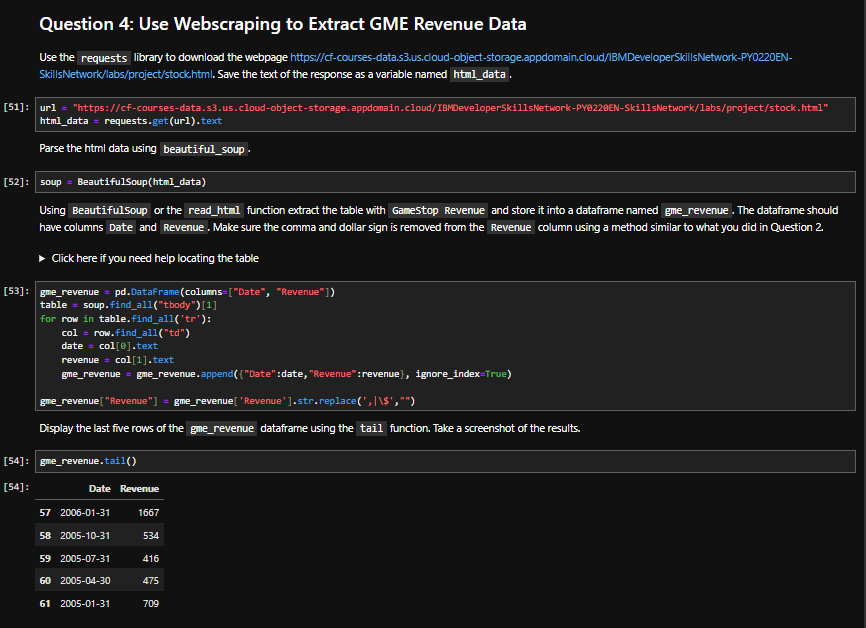 Question 4: Use Webscraping to Extract GME Revenue Data
Use the requests library to download the webpage https://cf-courses-data.s3.us.cloud-object-storage.appdomain.cloud/IBMDeveloperSkillsNetwork-PY0220EN-
SkillsNetwork/labs/project/stock.html. Save the text of the response as a variable named html_data.
[51]: url = "https://cf-courses-data.s3.us.cloud-object-storage.appdomain.cloud/IBMDeveloperSkillsNetwork-PY0220EN-SkillsNetwork/labs/project/stock.html"
html_data = requests.get(url).text
Parse the html data using beautiful_soup.
[52]: soup = BeautifulSoup(html_data)
Using BeautifulSoup or the read_html function extract the table with GameStop Revenue and store it into a dataframe named gme_revenue. The dataframe should
have columns Date and Revenue. Make sure the comma and dollar sign is removed from the Revenue column using a method similar to what you did in Question 2.
▶ Click here if you need help locating the table
[53]: gme_revenue = pd.DataFrame(columns=["Date", "Revenue"])
table = soup.find_all("tbody")[1]
for row in table.find_all('tr'):
    col = row.find_all("td")
    date = col[0].text
    revenue = col[1].text
    gme_revenue = gme_revenue.append({"Date":date,"Revenue":revenue}, ignore_index=True)
gme_revenue["Revenue"] = gme_revenue['Revenue'].str.replace(',|\$',"")
Display the last five rows of the gme_revenue dataframe using the tail function. Take a screenshot of the results.
[54]: gme_revenue.tail()
[54]: Date Revenue
57 2006-01-31 1667
58 2005-10-31 534
59 2005-07-31 416
60 2005-04-30 475
61 2005-01-31 709